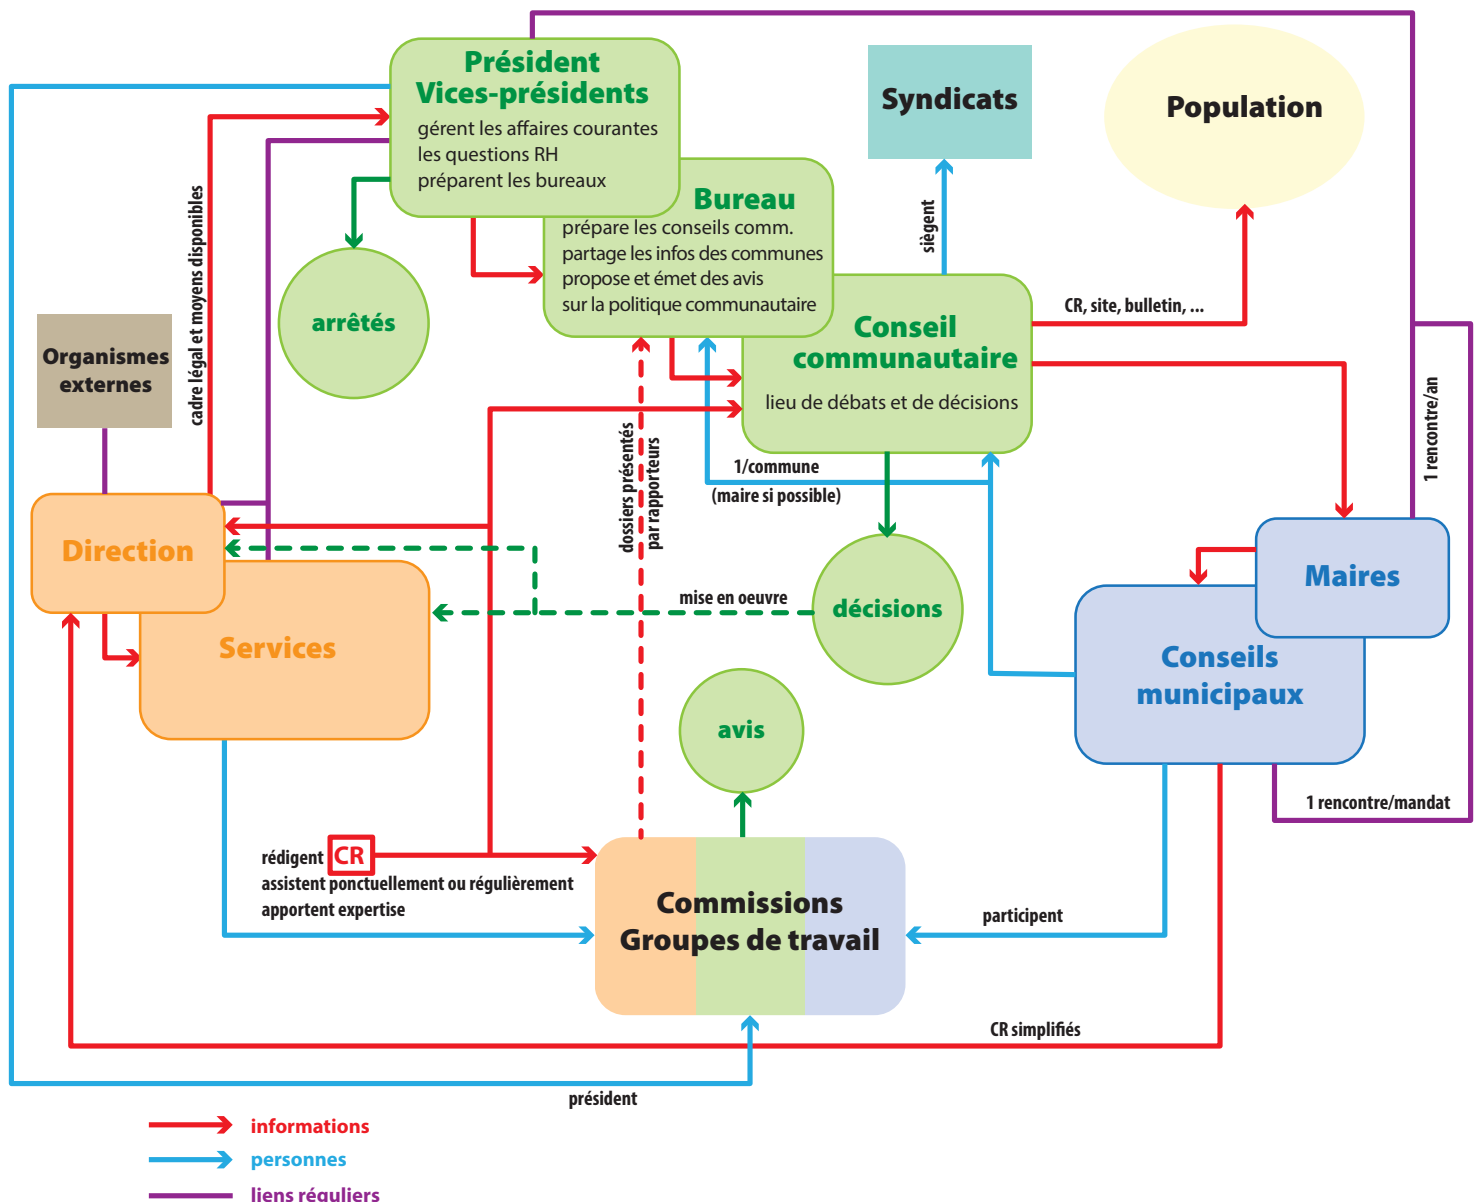 Président
Vices-présidents
gérent les affaires courantes
les questions RH
préparent les bureaux
Syndicats
Population
Bureau
prépare les conseils comm.
partage les infos des communes
propose et émet des avis
sur la politique communautaire
siègent
cadre légal et moyens disponibles
arrêtés
CR, site, bulletin, ...
Conseil
communautaire
lieu de débats et de décisions
Organismes
externes
1 rencontre/an
dossiers présentés
par rapporteurs
1/commune
(maire si possible)
Direction
Maires
mise en oeuvre
décisions
Services
Conseils
municipaux
avis
1 rencontre/mandat
rédigent CR
assistent ponctuellement ou régulièrement
apportent expertise
Commissions
Groupes de travail
participent
CR simplifiés
président
informations
personnes
liens réguliers